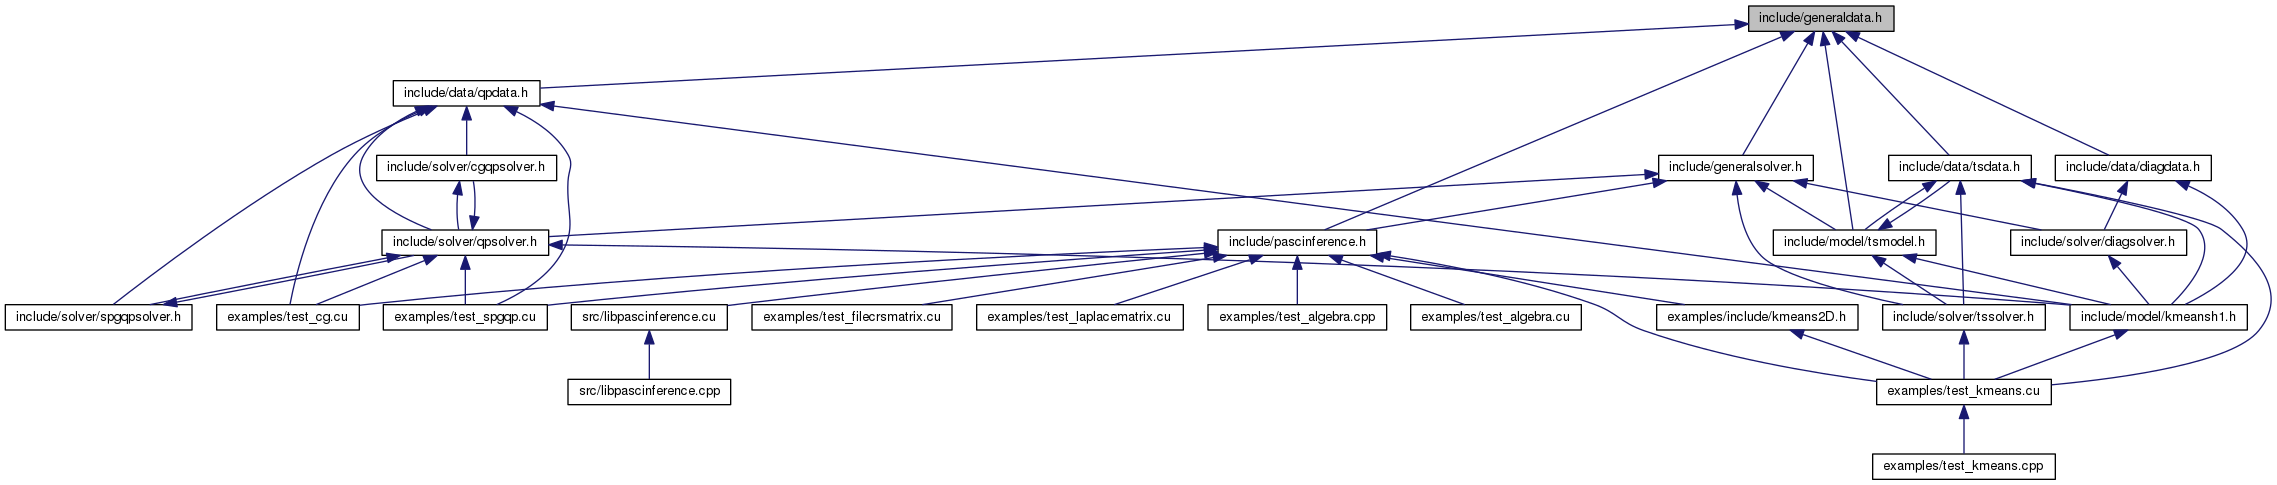 include/generaldata.h
include/data/qpdata.h
include/solver/cgqpsolver.h
include/generalsolver.h
include/data/tsdata.h
include/data/diagdata.h
include/solver/qpsolver.h
include/pascinference.h
include/model/tsmodel.h
include/solver/diagsolver.h
include/solver/spgqpsolver.h
examples/test_cg.cu
examples/test_spgqp.cu
src/libpascinference.cu
examples/test_filecrsmatrix.cu
examples/test_laplacematrix.cu
examples/test_algebra.cpp
examples/test_algebra.cu
examples/include/kmeans2D.h
include/solver/tssolver.h
include/model/kmeansh1.h
src/libpascinference.cpp
examples/test_kmeans.cu
examples/test_kmeans.cpp